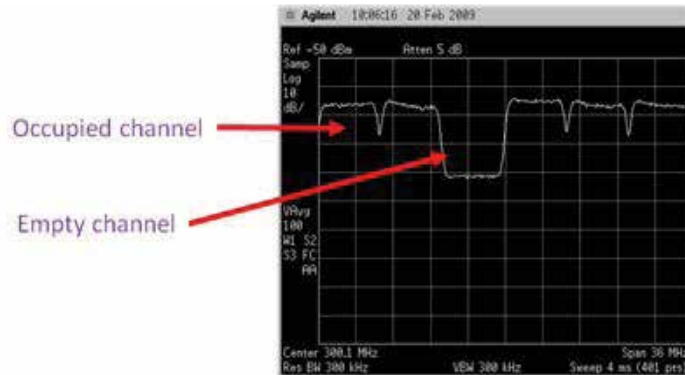 Agilent 10:06:16 20 Feb 2009
Ref -50 dBm Atten 5 dB
Samp
Log
10
dB/
Occupied channel
Empty channel
VAvg
100
W1 S2
S3 FC
AA
Center 300.1 MHz Span 36 MHz
Res BW 300 kHz VBW 300 kHz Sweep 4 ms (401 pts)